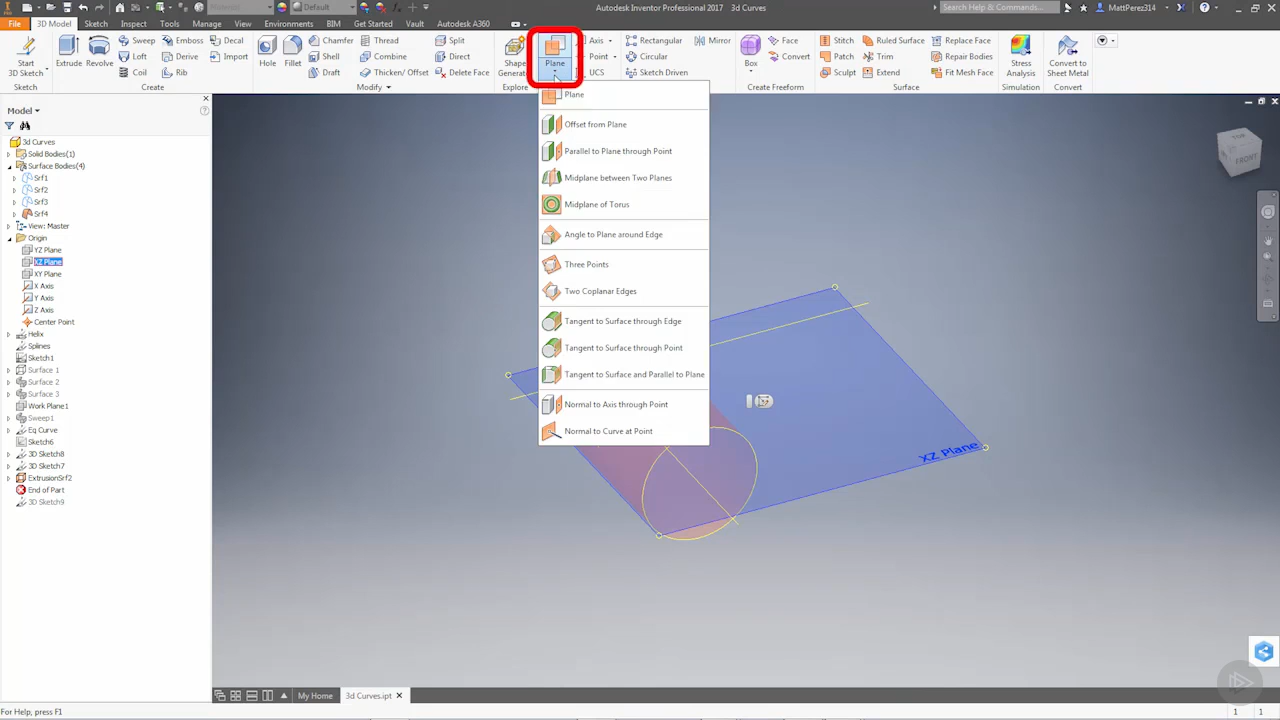 Materials
Default
Autodesk Inventor Professional 2017
3d Curves
Search Help & Commands...
MattPerez314
File
3D Model
Sketch
Inspect
Tools
Manage
View
Environments
BIM
Get Started
Vault
Autodesk A360
Start
3D Sketch
Sketch
Extrude
Revolve
Sweep
Loft
Coil
Emboss
Derive
Rib
Decal
Import
Create
Hole
Fillet
Chamfer
Shell
Draft
Thread
Combine
Thicken/ Offset
Split
Direct
Delete Face
Modify
Shape
Explore
Plane
Axis
Point
UCS
Rectangular
Circular
Sketch Driven
Mirror
Box
Face
Convert
Create Freeform
Stitch
Patch
Sculpt
Ruled Surface
Trim
Extend
Replace Face
Repair Bodies
Fit Mesh Face
Surface
Stress
Analysis
Simulation
Convert to
Sheet Metal
Convert
Plane
Offset from Plane
Parallel to Plane through Point
Midplane between Two Planes
Midplane of Torus
Angle to Plane around Edge
Three Points
Two Coplanar Edges
Tangent to Surface through Edge
Tangent to Surface through Point
Tangent to Surface and Parallel to Plane
Normal to Axis through Point
Normal to Curve at Point
Model
3d Curves
Solid Bodies(1)
Surface Bodies(4)
Srf1
Srf2
Srf3
Srf4
View: Master
Origin
YZ Plane
XZ Plane
XY Plane
X Axis
Y Axis
Z Axis
Center Point
Helix
Splines
Sketch1
Surface 1
Surface 2
Surface 3
Work Plane1
Sweep1
Eq Curve
Sketch6
3D Sketch8
3D Sketch7
ExtrusionSrf2
End of Part
3D Sketch9
TOP
FRONT
XZ Plane
My Home
3d Curves.ipt
For Help, press F1
1
1